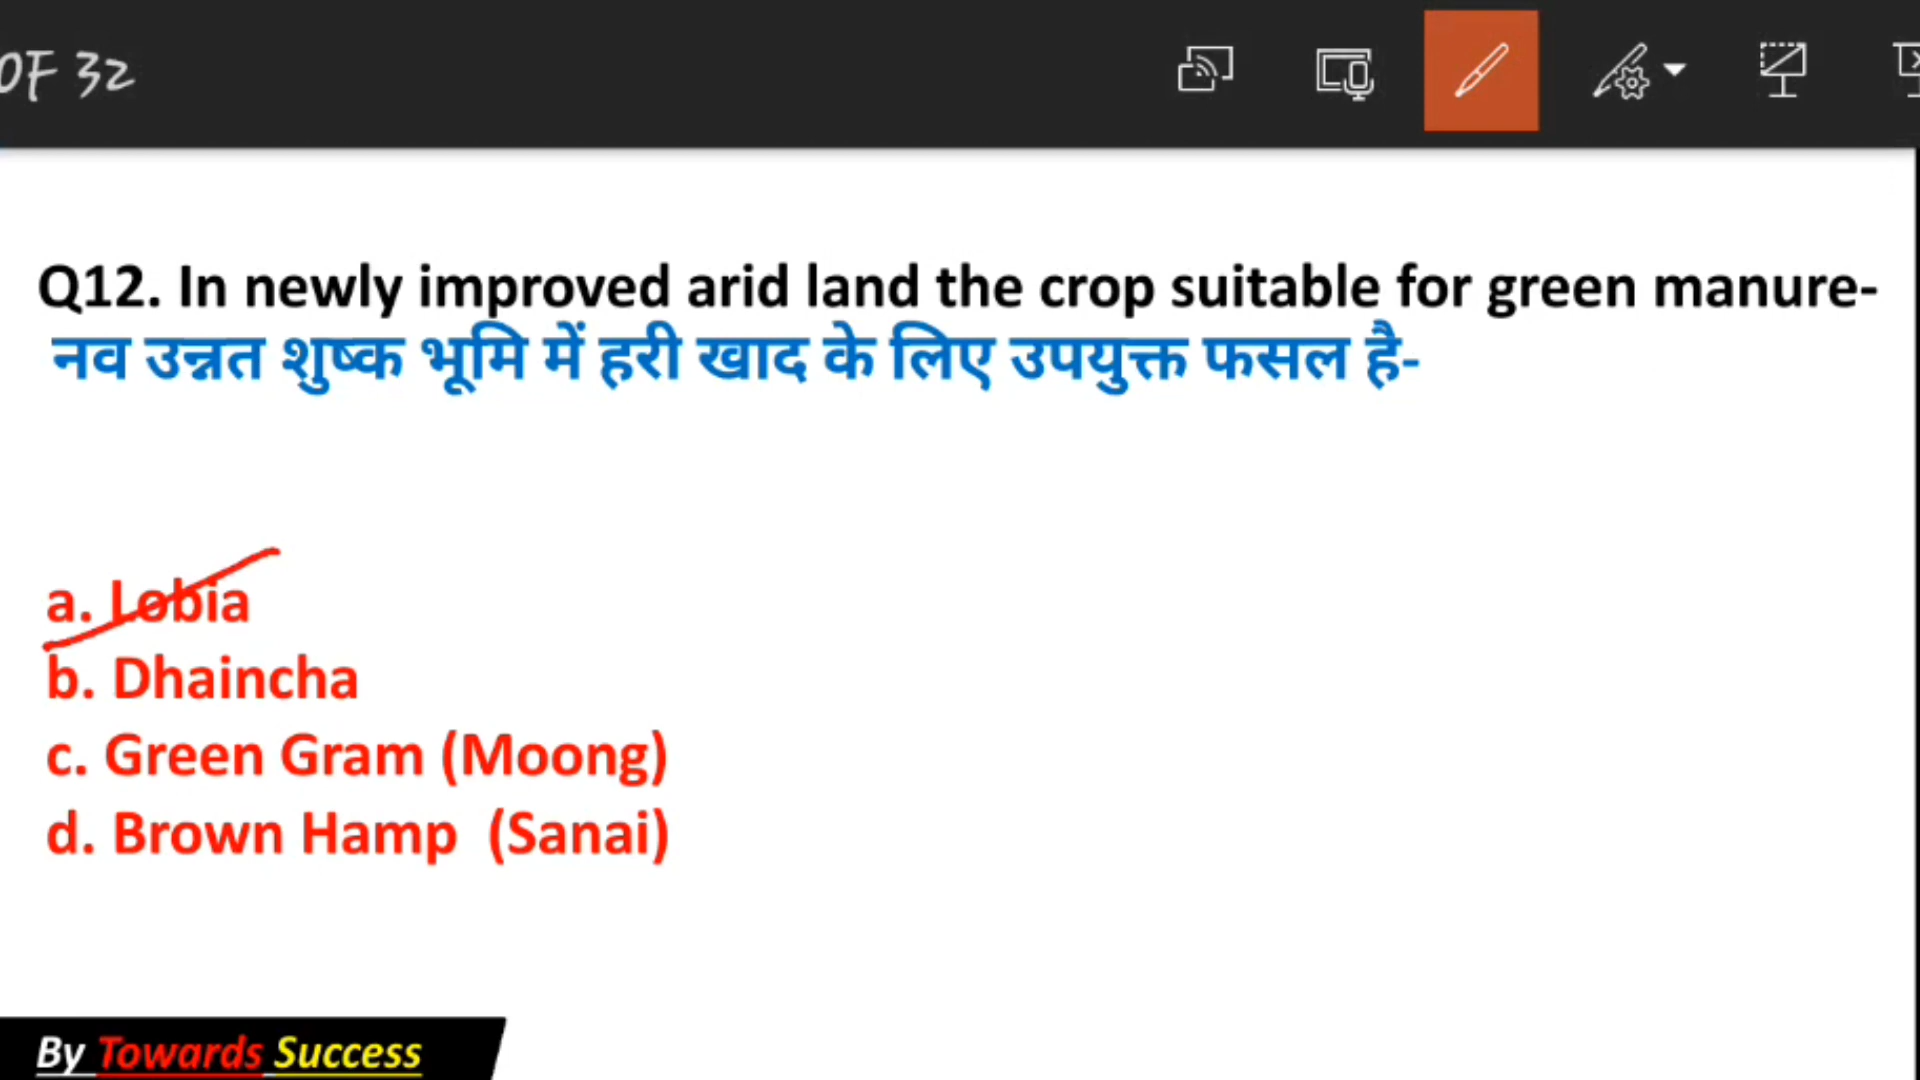 OF 32
Q12. In newly improved arid land the crop suitable for green manure-
नव उन्नत शुष्क भूमि में हरी खाद के लिए उपयुक्त फसल है-
a. Lobia
b. Dhaincha
c. Green Gram (Moong)
d. Brown Hamp (Sanai)
By Towards Success